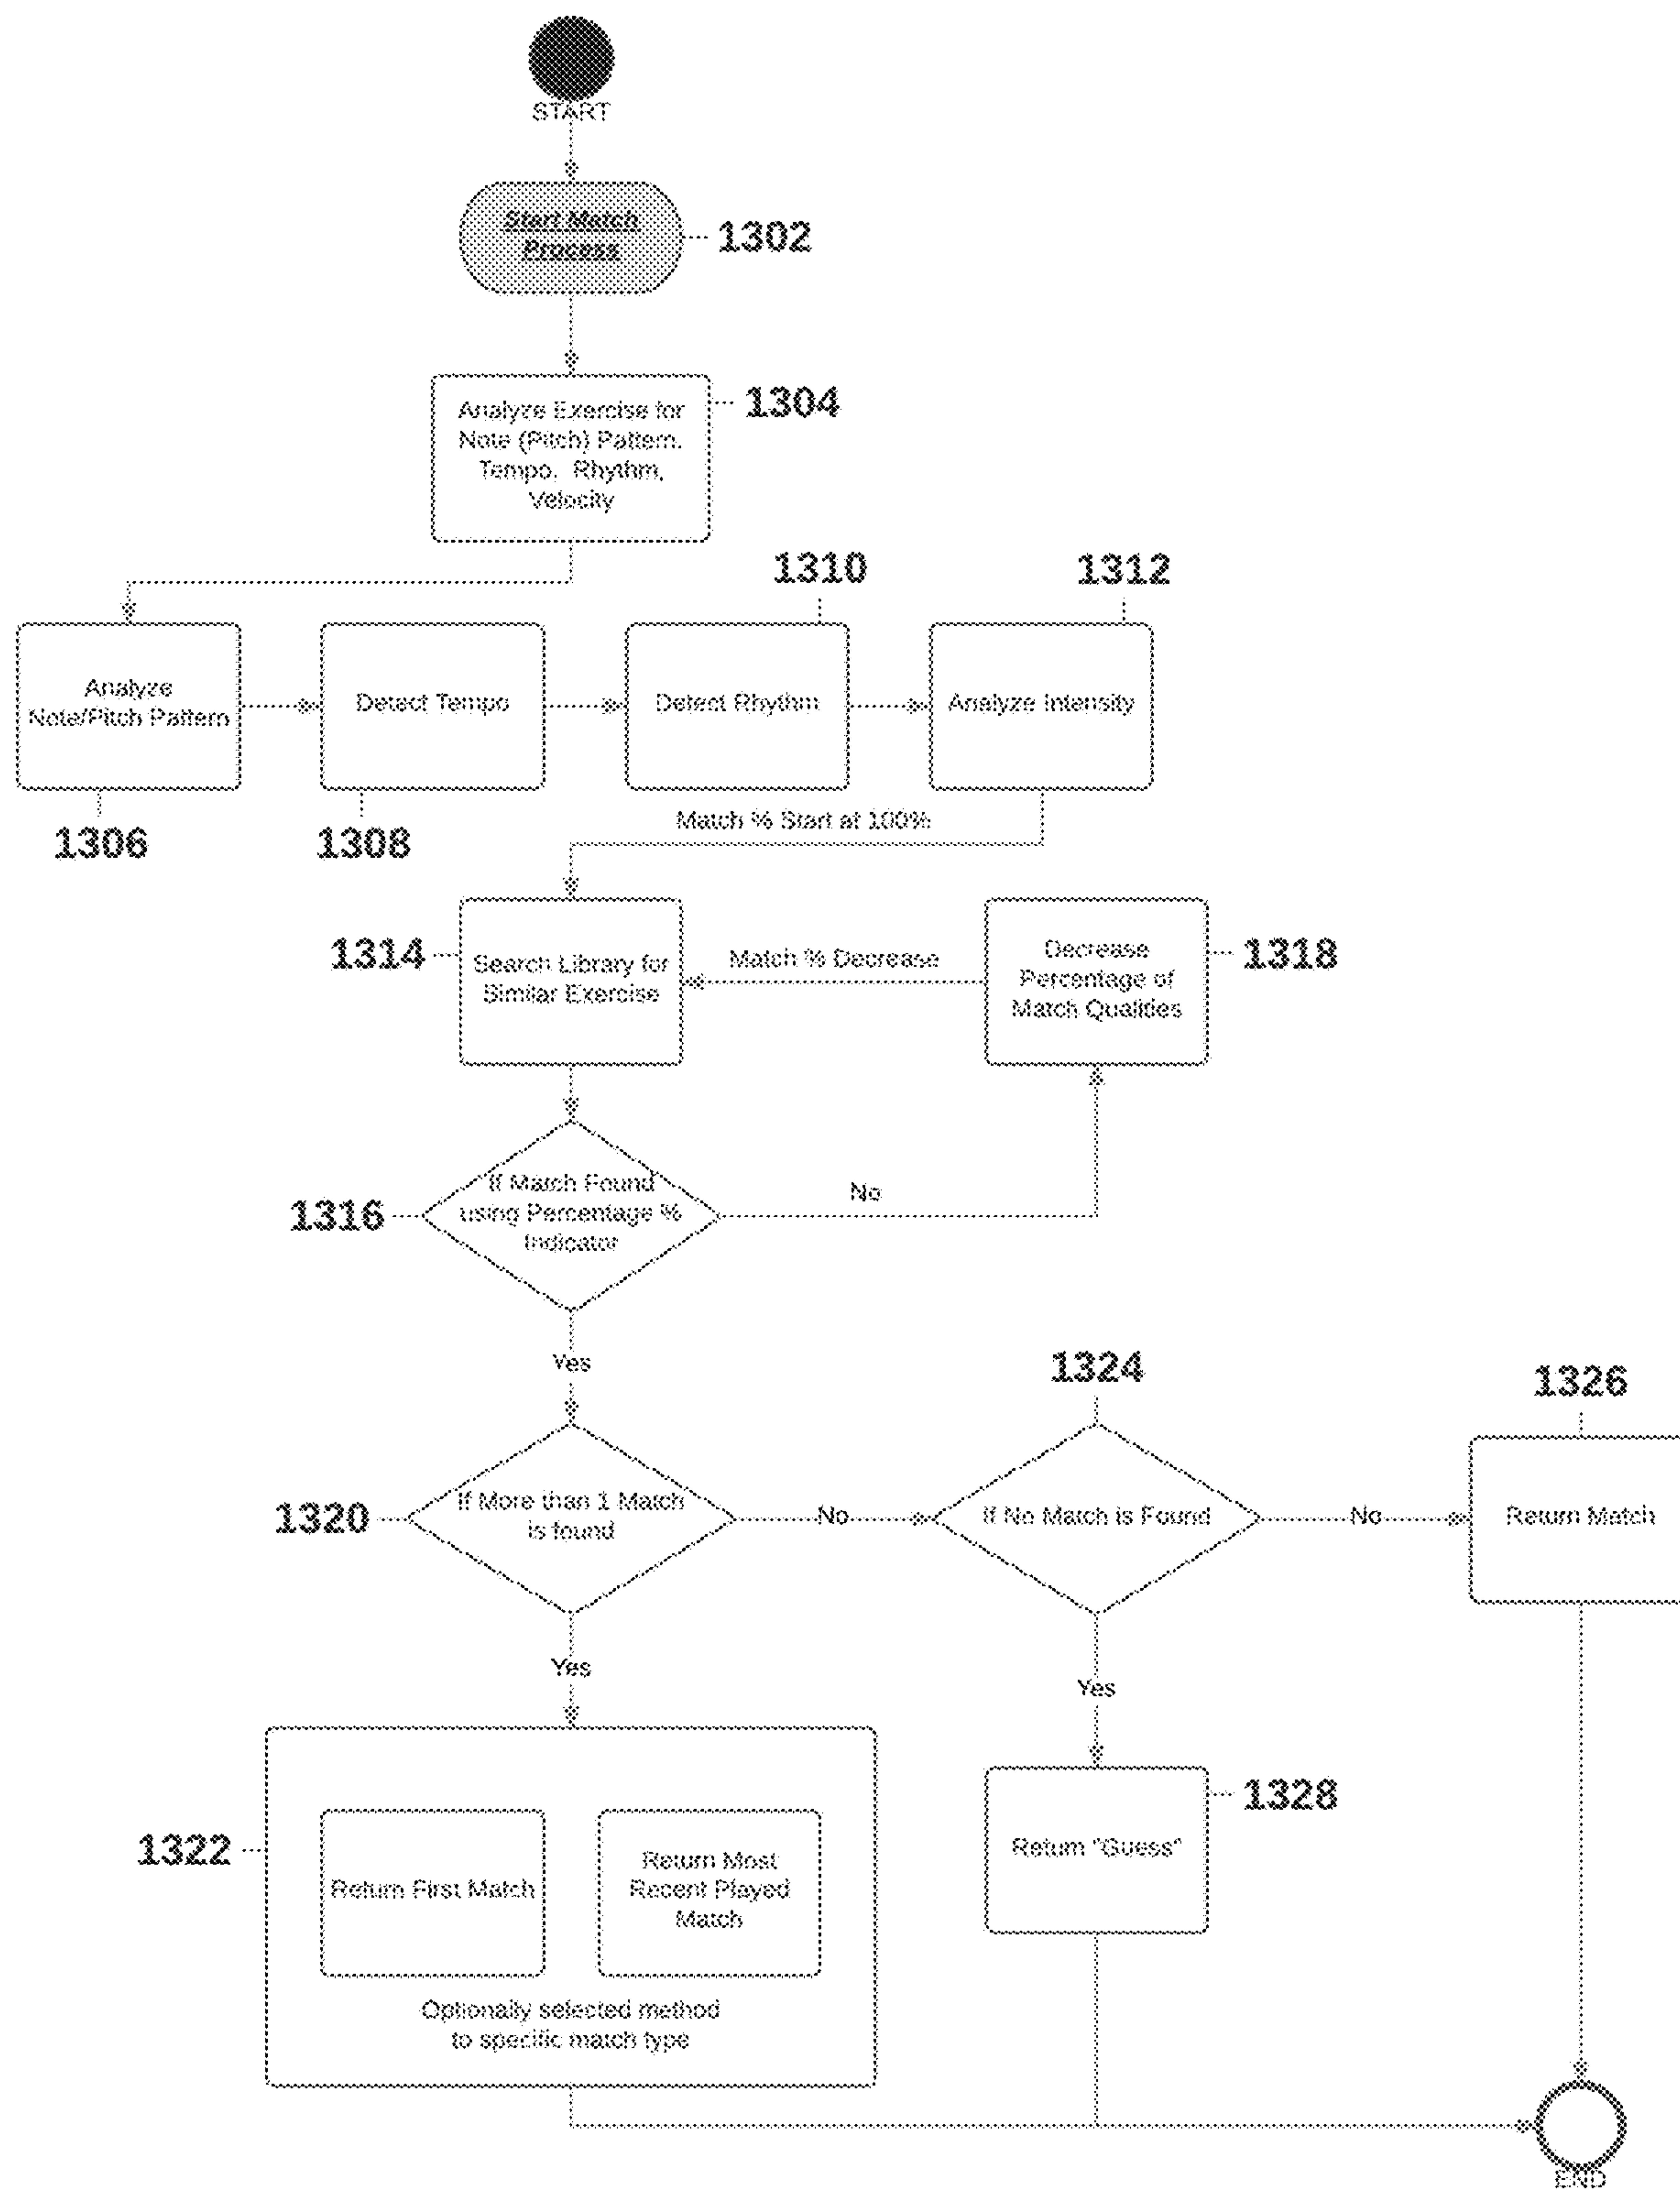 START
Start Match
Process
1302
1304
Analyze Exercise for
Note (Pitch) Pattern.
Tempo, Rhythm,
Velocity
1310
1312
Analyze
Note/Pitch Pattern
Detect Tempo
Detect Rhythm
Analyze Intensity
1306
1308
Match % Start at 100%
1314
Search Library for
Similar Exercise
Match % Decrease
Decrease
Percentage of
Match Qualities
1318
1316
If Match Found
using Percentage %
Indicator
No
Yes
1324
1326
1320
If More than 1 Match
is found
No
If No Match is Found
No
Return Match
Yes
Yes
1322
Return First Match
Return Most
Recent Played
Match
Return "Guess"
1328
Optionally selected method
to specific match type
END